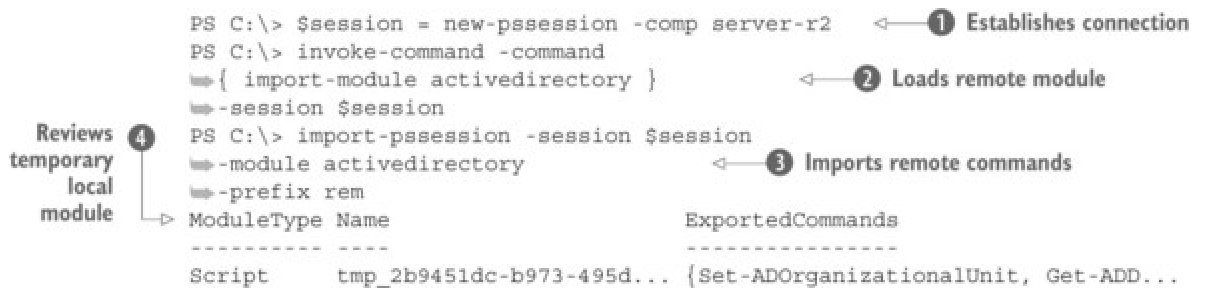 PS C:\> $session = new-pssession -comp server-r2
1 Establishes connection
PS C:\> invoke-command -command
➥{ import-module activedirectory }
2 Loads remote module
➥-session $session
PS C:\> import-pssession -session $session
➥-module activedirectory
3 Imports remote commands
➥-prefix rem
Reviews 4
temporary
local
module
ModuleType Name ExportedCommands
---------- ---- ----------------
Script tmp_2b9451dc-b973-495d... {Set-ADOrganizationalUnit, Get-ADD...